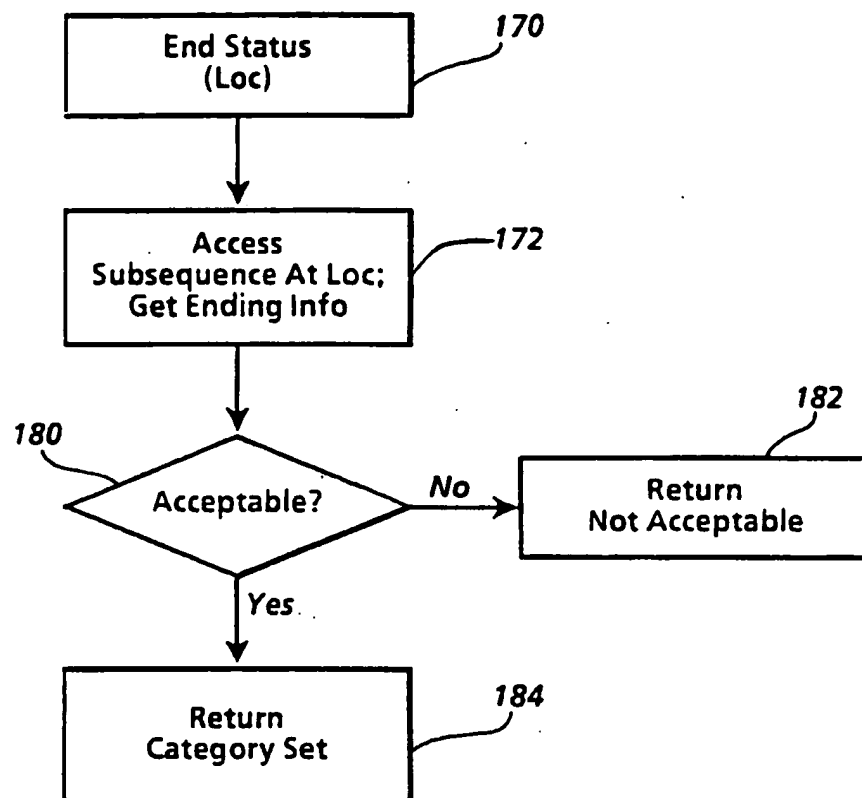 170
End Status
(Loc)
Access
Subsequence At Loc;
Get Ending Info
172
180
Acceptable?
No
182
Return
Not Acceptable
Yes
Return
Category Set
184